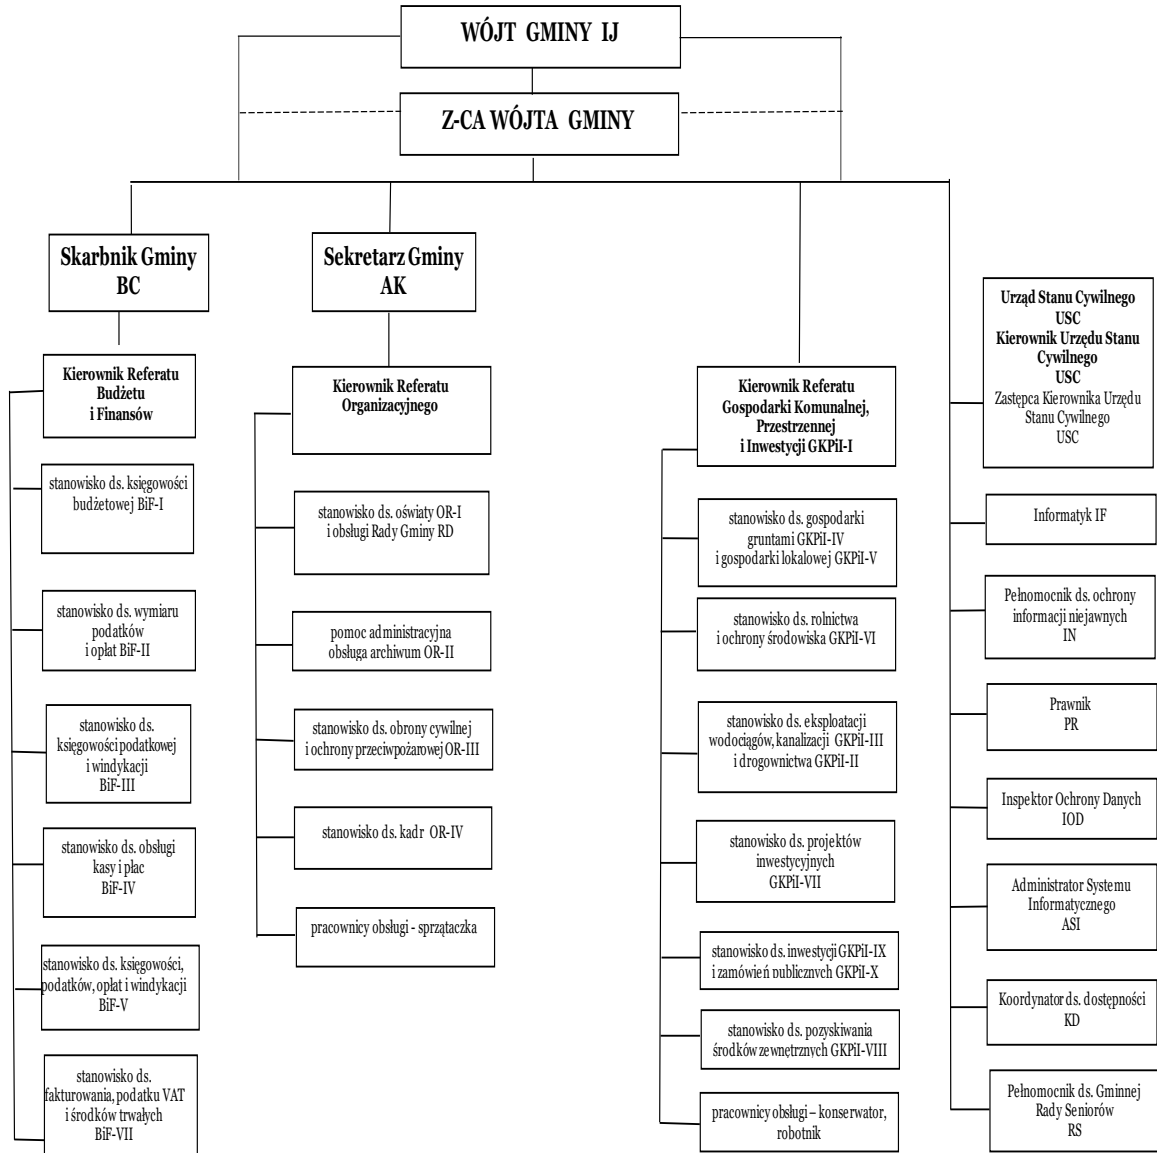 WÓJT GMINY IJ
Z-CA WÓJTA GMINY
Skarbnik Gminy
BC
Kierownik Referatu
Budżetu
i Finansów
stanowisko ds. księgowości
budżetowej BiF-I
stanowisko ds. wymiaru
podatków
i opłat BiF-II
stanowisko ds.
księgowości podatkowej
i windykacji
BiF-III
stanowisko ds. obsługi
kasy i płac
BiF-IV
stanowisko ds. księgowości,
podatków, opłat i windykacji
BiF-V
stanowisko ds.
fakturowania, podatku VAT
i środków trwałych
BiF-VII
Sekretarz Gminy
AK
Kierownik Referatu
Organizacyjnego
stanowisko ds. oświaty OR-I
i obsługi Rady Gminy RD
pomoc administracyjna
obsługa archiwum OR-II
stanowisko ds. obrony cywilnej
i ochrony przeciwpożarowej OR-III
stanowisko ds. kadr OR-IV
pracownicy obsługi - sprzątaczka
Kierownik Referatu
Gospodarki Komunalnej,
Przestrzennej
i Inwestycji GKPiI-I
stanowisko ds. gospodarki
gruntami GKPiI-IV
i gospodarki lokalowej GKPiI-V
stanowisko ds. rolnictwa
i ochrony środowiska GKPiI-VI
stanowisko ds. eksploatacji
wodociągów, kanalizacji GKPiI-III
i drogownictwa GKPiI-II
stanowisko ds. projektów
inwestycyjnych
GKPiI-VII
stanowisko ds. inwestycji GKPiI-IX
i zamówień publicznych GKPiI-X
stanowisko ds. pozyskiwania
środków zewnętrznych GKPiI-VIII
pracownicy obsługi – konserwator,
robotnik
Urząd Stanu Cywilnego
USC
Kierownik Urzędu Stanu
Cywilnego
USC
Zastępca Kierownika Urzędu
Stanu Cywilnego
USC
Informatyk IF
Pełnomocnik ds. ochrony
informacji niejawnych
IN
Prawnik
PR
Inspektor Ochrony Danych
IOD
Administrator Systemu
Informatycznego
ASI
Koordynator ds. dostępności
KD
Pełnomocnik ds. Gminnej
Rady Seniorów
RS